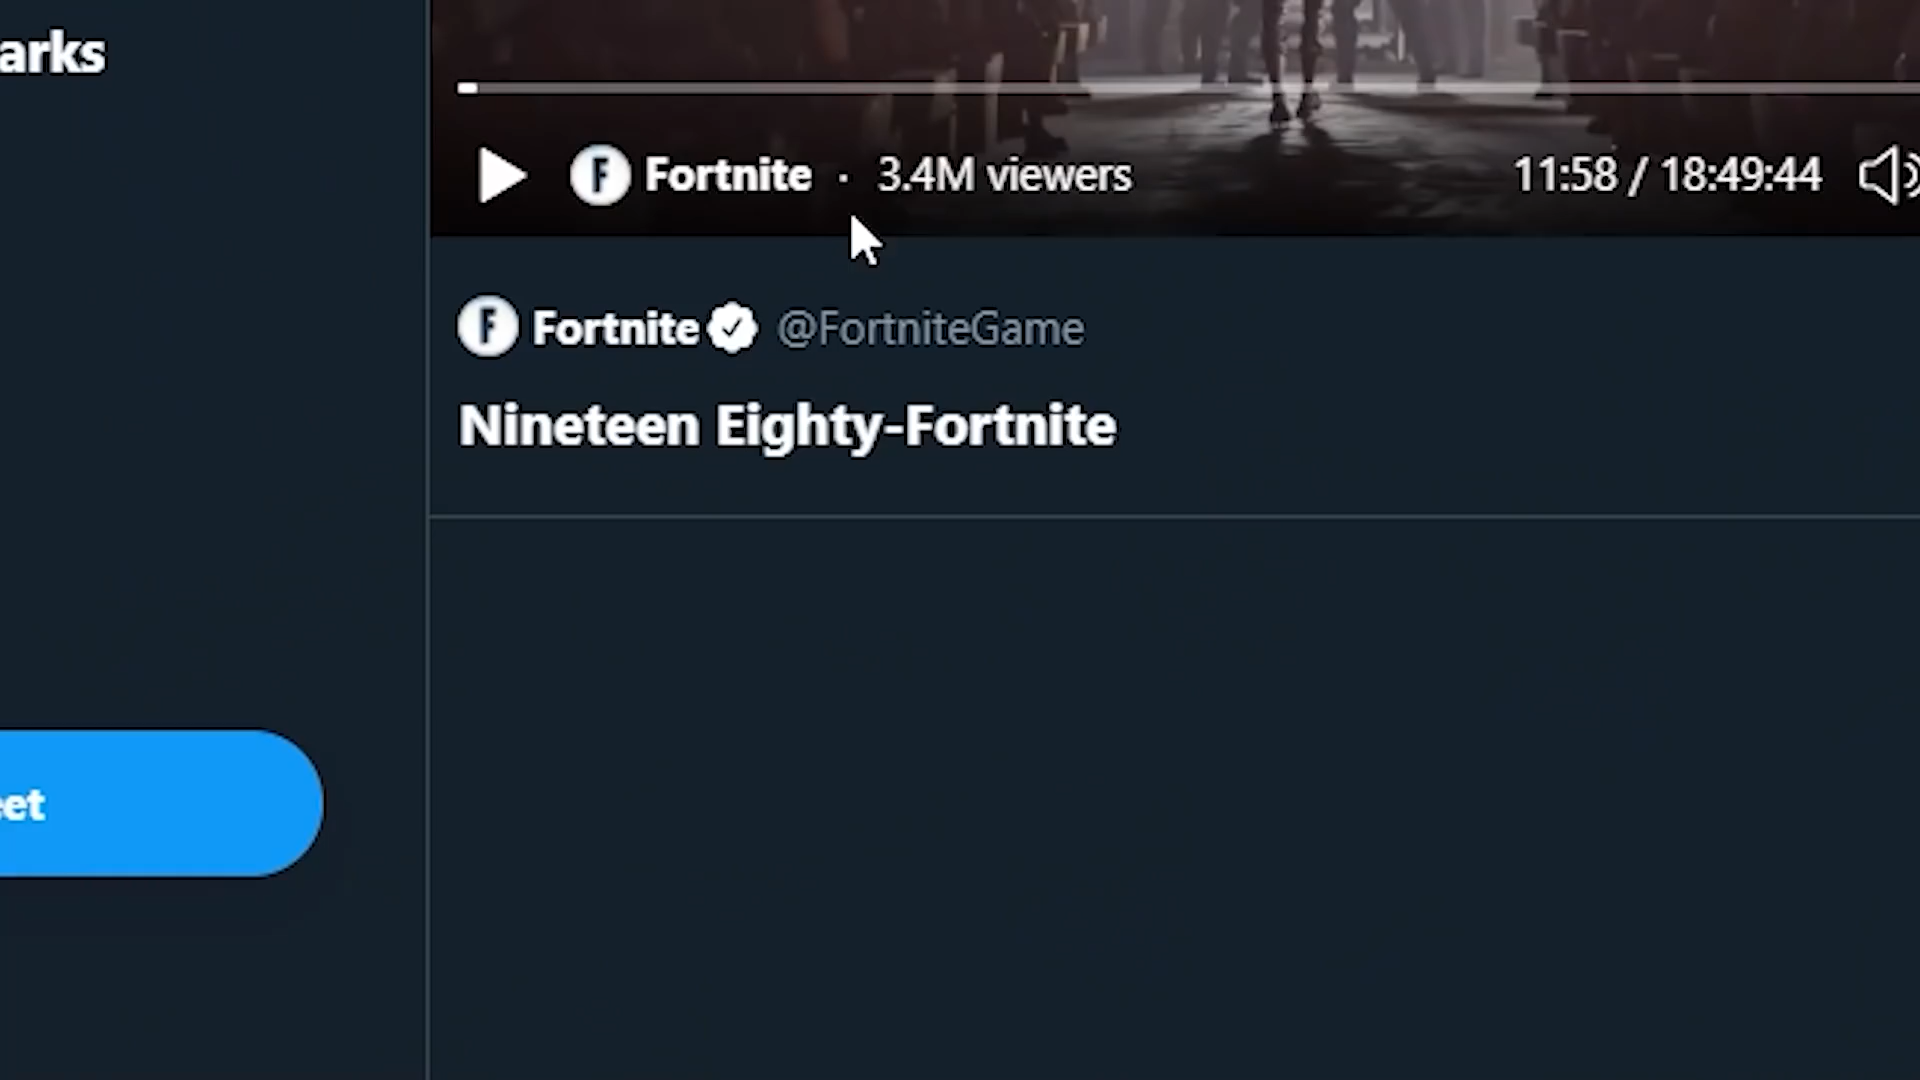 arks
Fortnite · 3.4M viewers 11:58 / 18:49:44
Fortnite @FortniteGame
Nineteen Eighty-Fortnite
eet